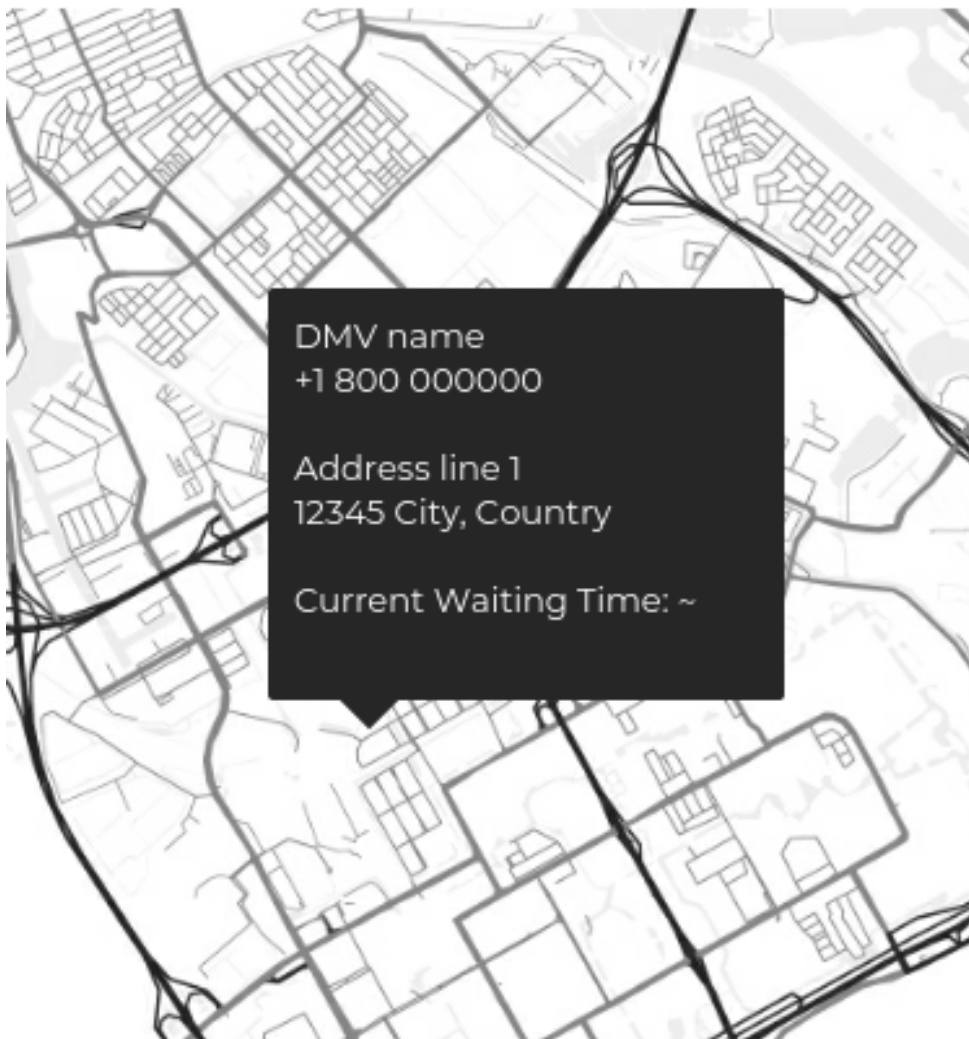 DMV name
+1 800 000000
Address line 1
12345 City, Country
Current Waiting Time: ~